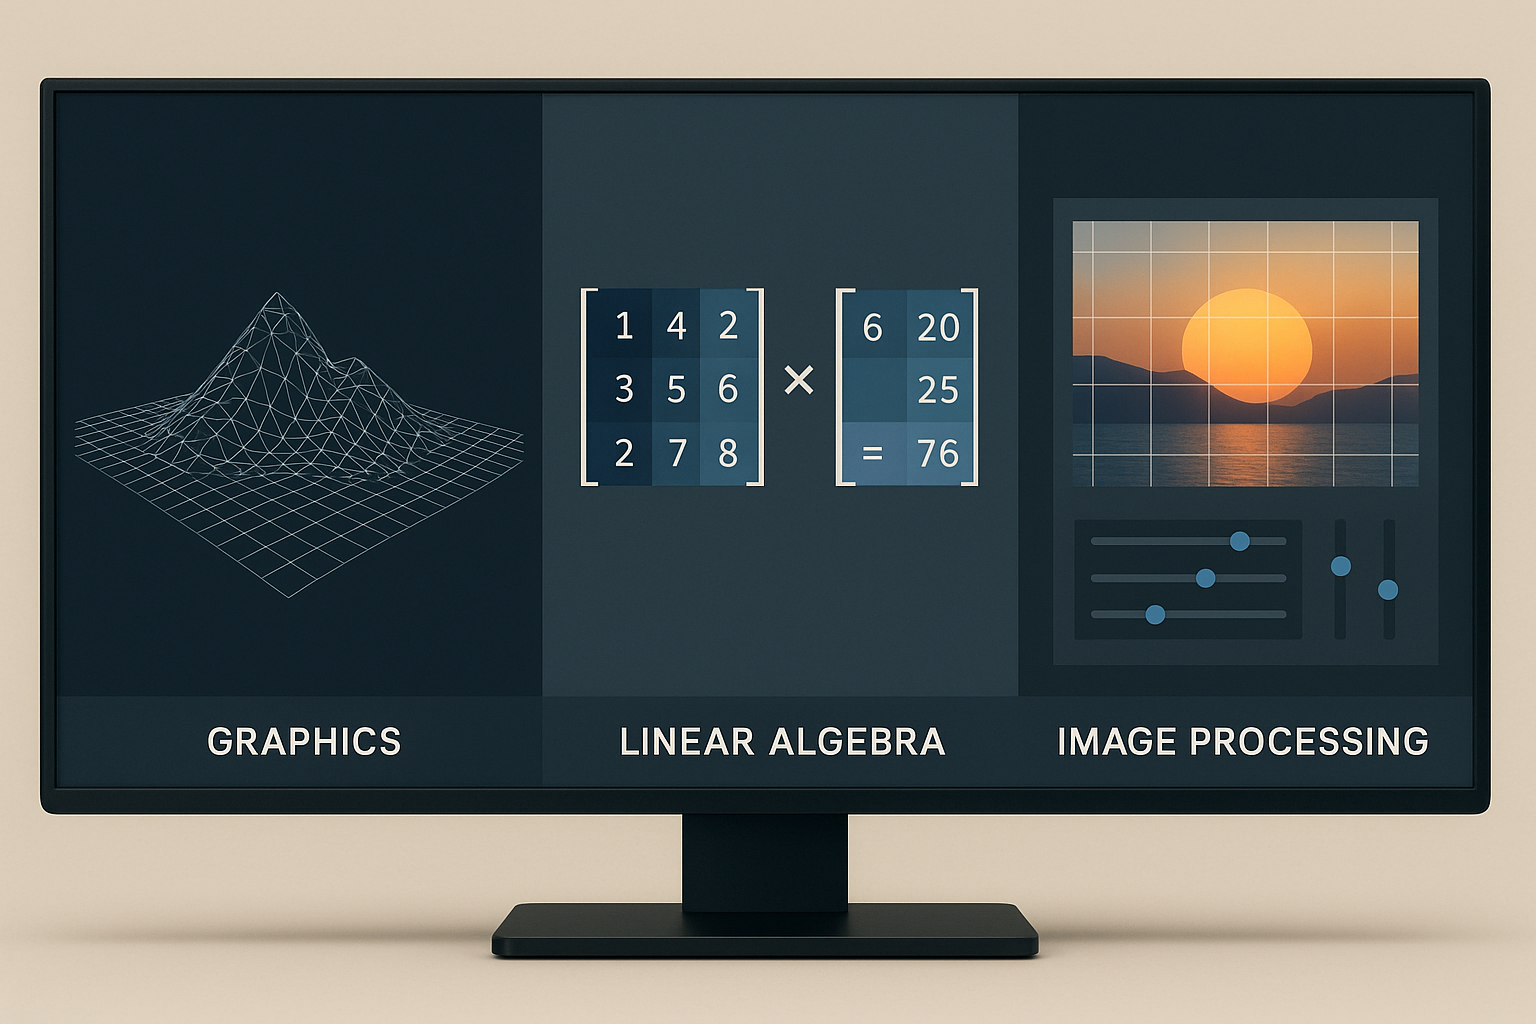 1 4 2
3 5 6
2 7 8
×
6 20
25
= 76
GRAPHICS
LINEAR ALGEBRA
IMAGE PROCESSING